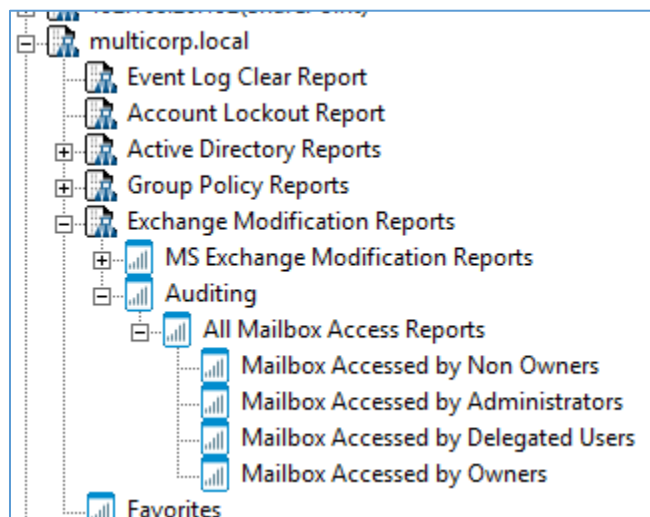 multicorp.local
Event Log Clear Report
Account Lockout Report
Active Directory Reports
Group Policy Reports
Exchange Modification Reports
MS Exchange Modification Reports
Auditing
All Mailbox Access Reports
Mailbox Accessed by Non Owners
Mailbox Accessed by Administrators
Mailbox Accessed by Delegated Users
Mailbox Accessed by Owners
Favorites